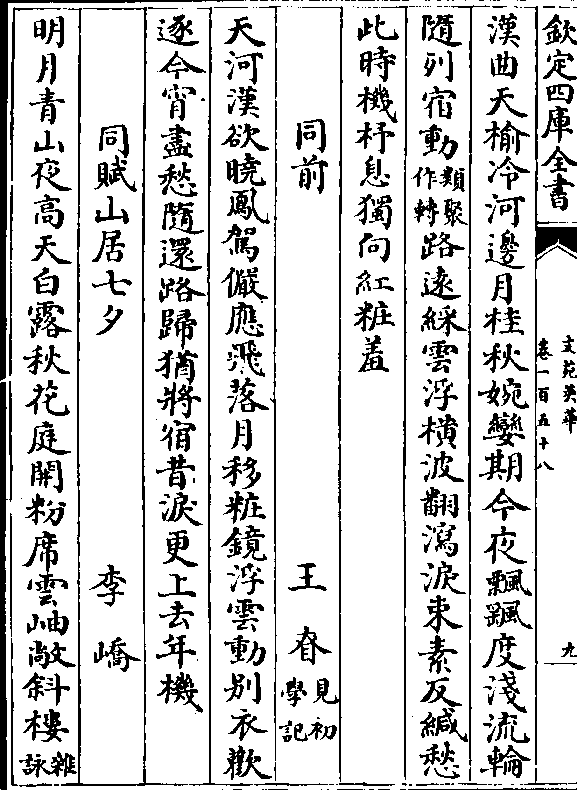 欽定四庫全書
文苑英華
卷一百五十八
九
漢曲天榆冷河邊月桂秋婉孌期今夜飄颻度淺流輪
隨列宿動類聚作轉路逺綵雲浮横波翻瀉淚束素反緘愁
此時機杼息獨向紅粧羞
同前 王眘見初學記
天河漢欲曉鳳駕儼應飛落月移粧鏡浮雲動别衣歡
逐今宵盡愁隨還路歸猶將宿昔淚更上去年機
同賦山居七夕 李嶠
明月青山夜高天白露秋花庭開粉席雲岫敞斜樓雜詠